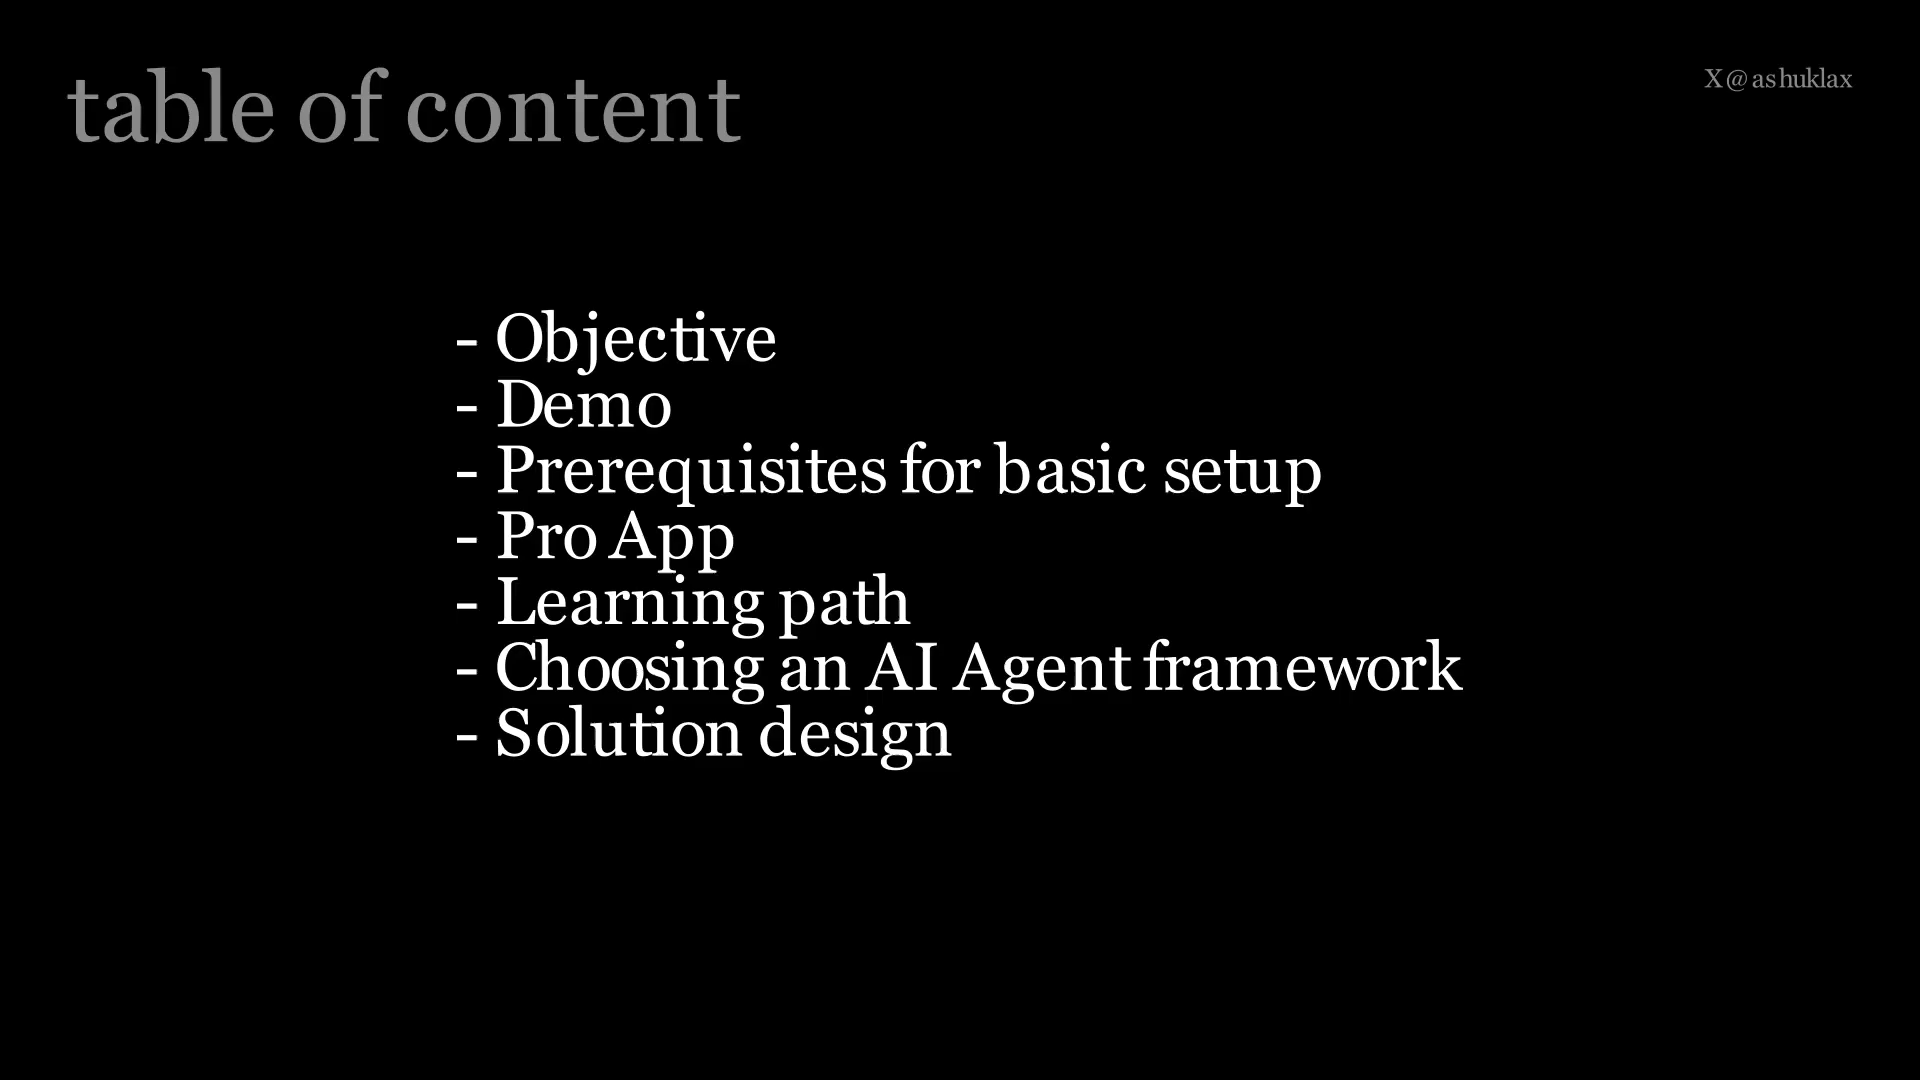 table of content
X@ashuklax
- Objective
- Demo
- Prerequisites for basic setup
- Pro App
- Learning path
- Choosing an AI Agent framework
- Solution design